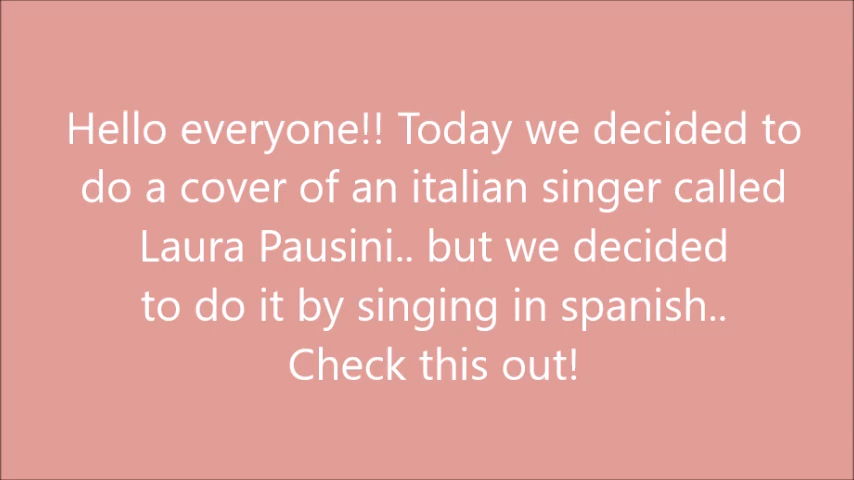 Hello everyone!! Today we decided to
do a cover of an italian singer called
Laura Pausini.. but we decided
to do it by singing in spanish..
Check this out!